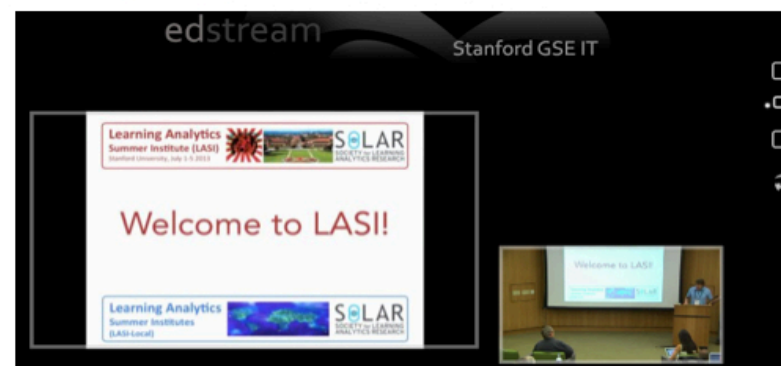 edstream
Stanford GSE IT
Learning Analytics
Summer Institute (LASI)
Stanford University, July 1-5 2013
SOLAR
SOCIETY for LEARNING
ANALYTICS RESEARCH
Welcome to LASI!
Learning Analytics
Summer Institutes
(LASI-Local)
SOLAR
SOCIETY for LEARNING
ANALYTICS RESEARCH
Welcome to LASI!